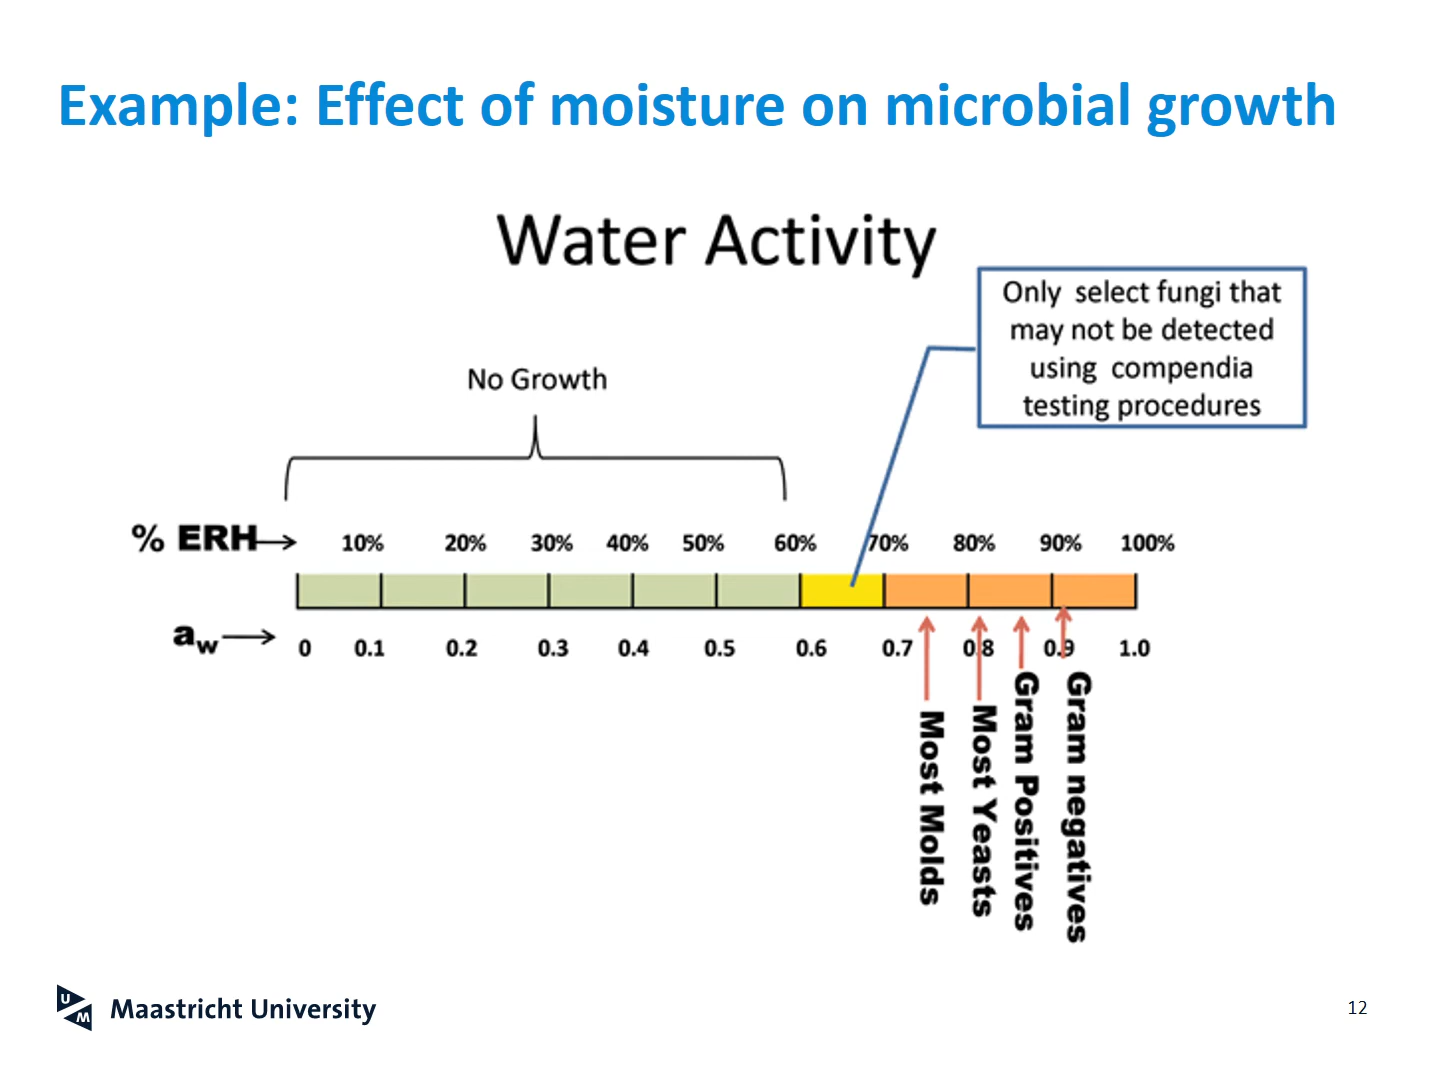 Example: Effect of moisture on microbial growth
Water Activity
Only select fungi that
may not be detected
using compendia
testing procedures
No Growth
% ERH 10% 20% 30% 40% 50% 60% 70% 80% 90% 100%
aw 0 0.1 0.2 0.3 0.4 0.5 0.6 0.7 0.8 0.9 1.0
Most Molds
Most Yeasts
Gram Positives
Gram negatives
UM Maastricht University
12